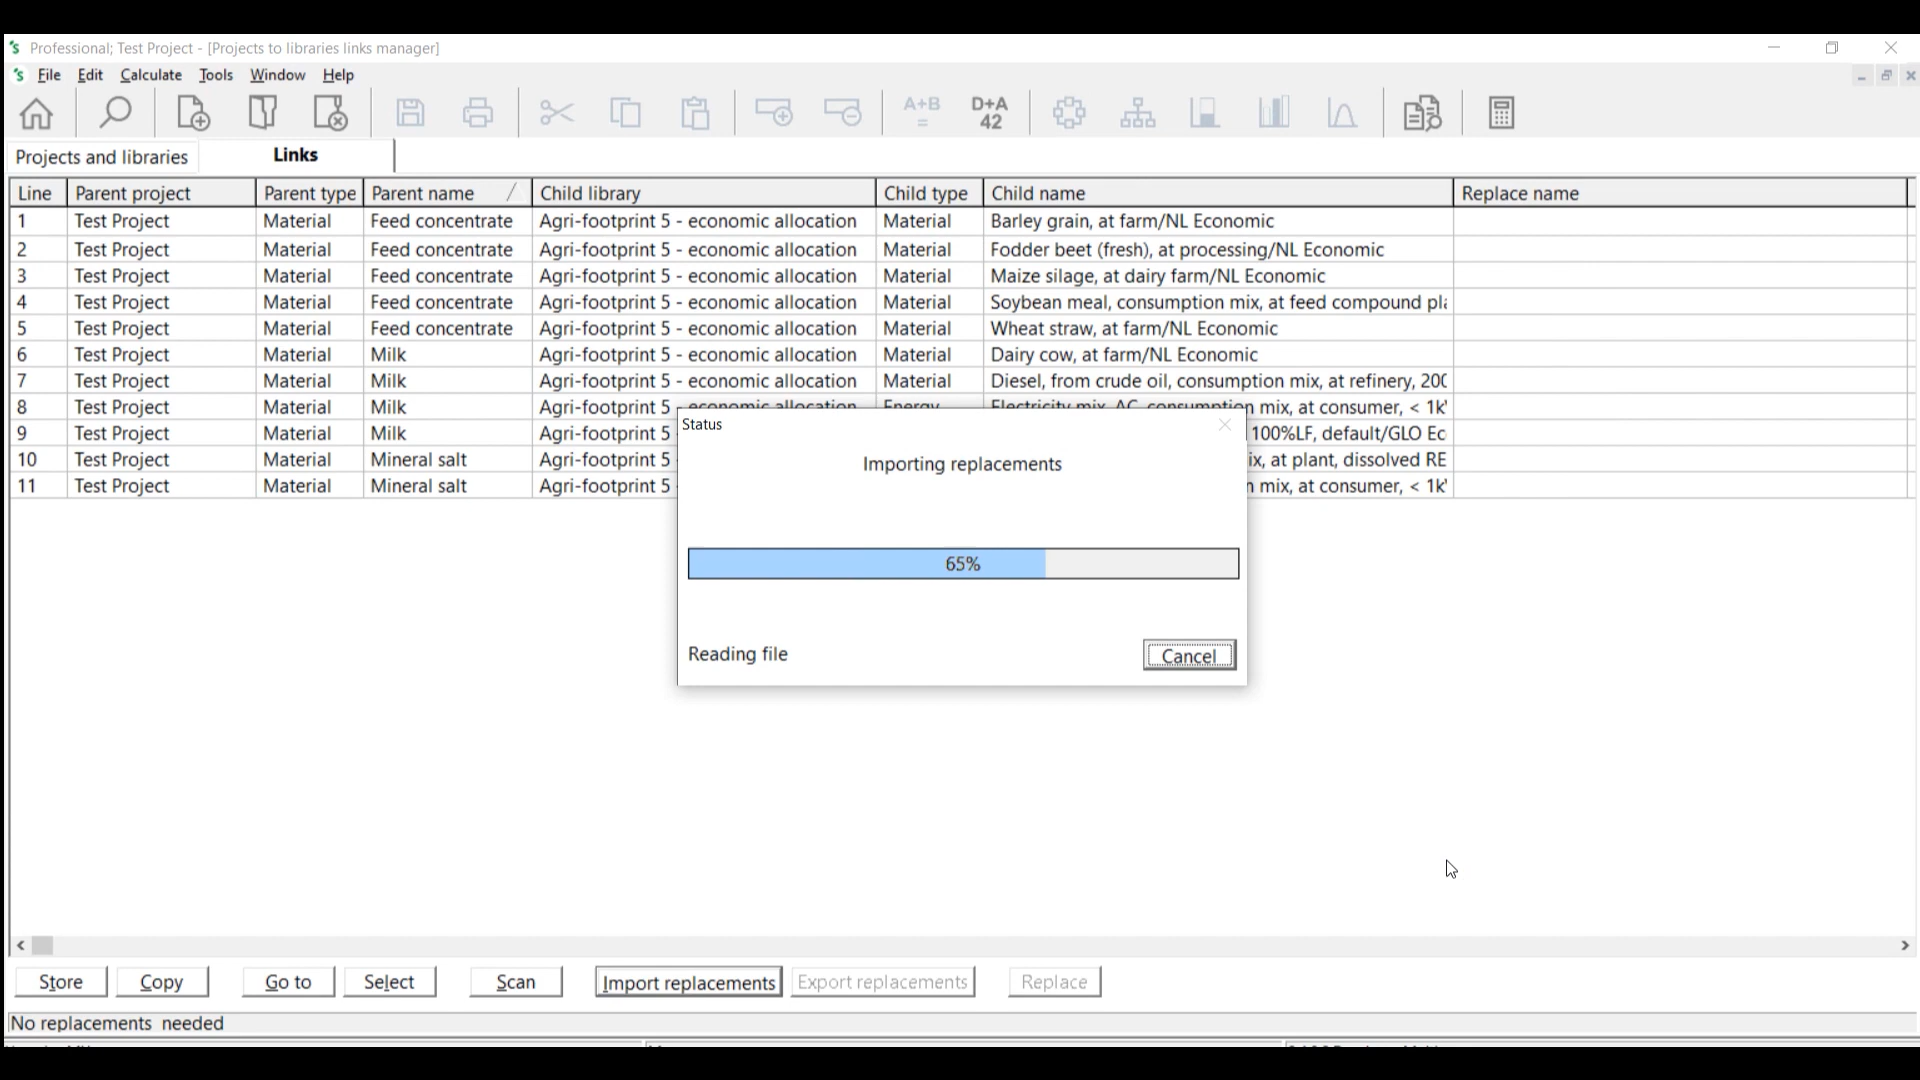 Professional; Test Project - [Projects to libraries links manager]
File Edit Calculate Tools Window Help
A+B
=
D+A
42
Projects and libraries Links
Line Parent project Parent type Parent name Child library Child type Child name Replace name
1 Test Project Material Feed concentrate Agri-footprint 5 - economic allocation Material Barley grain, at farm/NL Economic
2 Test Project Material Feed concentrate Agri-footprint 5 - economic allocation Material Fodder beet (fresh), at processing/NL Economic
3 Test Project Material Feed concentrate Agri-footprint 5 - economic allocation Material Maize silage, at dairy farm/NL Economic
4 Test Project Material Feed concentrate Agri-footprint 5 - economic allocation Material Soybean meal, consumption mix, at feed compound pl
5 Test Project Material Feed concentrate Agri-footprint 5 - economic allocation Material Wheat straw, at farm/NL Economic
6 Test Project Material Milk Agri-footprint 5 - economic allocation Material Dairy cow, at farm/NL Economic
7 Test Project Material Milk Agri-footprint 5 - economic allocation Material Diesel, from crude oil, consumption mix, at refinery, 200
8 Test Project Material Milk Agri-footprint 5 - economic allocation Energy Electricity mix, AC, consumption mix, at consumer, < 1k
9 Test Project Material Milk Agri-footprint 5 100%LF, default/GLO Ec
10 Test Project Material Mineral salt Agri-footprint 5 ix, at plant, dissolved RE
11 Test Project Material Mineral salt Agri-footprint 5 mix, at consumer, < 1k
Status
Importing replacements
65%
Reading file Cancel
Store Copy Go to Select Scan Import replacements Export replacements Replace
No replacements needed